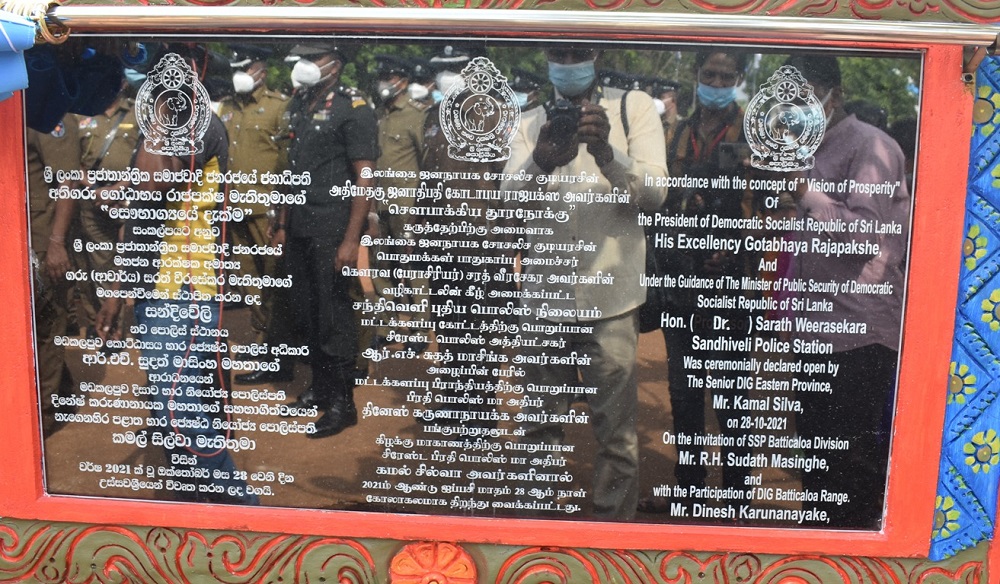 ශ්‍රී ලංකා ප්‍රජාතාන්ත්‍රික සමාජවාදී ජනරජයේ ජනාධිපති
අතිගරු ගෝඨාභය රාජපක්ෂ මැතිතුමාගේ
"සෞභාග්‍යයේ දැක්ම"
සංකල්පයට අනුව
ශ්‍රී ලංකා ප්‍රජාතාන්ත්‍රික සමාජවාදී ජනරජයේ
මහජන ආරක්ෂක අමාත්‍ය
ගරු (ආචාර්ය) සරත් වීරසේකර මැතිතුමාගේ
මගපෙන්වීමෙන් ස්ථාපිත කරන ලද
සන්දිවේලි
නව පොලිස් ස්ථානය
මඩකලපුව කොට්ඨාසය භාර ජ්‍යෙෂ්ඨ පොලිස් අධිකාරී
ආර්.එච්. සුදත් මාසිංහ මහතාගේ
ආරාධනයෙන්
මඩකලපුව දිසාව භාර නියෝජ්‍ය පොලිස්පති
දිනේෂ් කරුණානායක මහතාගේ සහභාගීත්වයෙන්
නැගෙනහිර පළාත භාර ජ්‍යෙෂ්ඨ නියෝජ්‍ය පොලිස්පති
කමල් සිල්වා මැතිතුමා
විසින්
වර්ෂ 2021 ක් වූ ඔක්තෝබර් මස 28 වෙනි දින
උත්සවශ්‍රීයෙන් විවෘත කරන ලද වගයි.
இலங்கை ஜனநாயக சோசலிச குடியரசின்
அதிமேதகு ஜனாதிபதி கோடாபய ராஜபக்ஸ அவர்களின்
"சௌபாக்கிய தூரநோக்கு"
கருத்தேற்பிற்கு அமைவாக
இலங்கை ஜனநாயக சோசலிச குடியரசின்
பொதுமக்கள் பாதுகாப்பு அமைச்சர்
கௌரவ (பேராசிரியர்) சரத் வீரசேகர அவர்களின்
வழிகாட்டலின் கீழ் அமைக்கப்பட்ட
சந்திவெளி புதிய பொலிஸ் நிலையம்
மட்டக்களப்பு கோட்டத்திற்கு பொறுப்பான
சிரேஸ்ட பொலிஸ் அத்தியட்சகர்
ஆர்.எச். சுதத் மாசிங்க அவர்களின்
அழைப்பின் பேரில்
மட்டக்களப்பு பிராந்தியத்திற்கு பொறுப்பான
பிரதி பொலிஸ் மா அதிபர்
தினேஸ் கருணாநாயக்க அவர்களின்
பங்குபற்றுதலுடன்
கிழக்கு மாகாணத்திற்கு பொறுப்பான
சிரேஸ்ட பிரதி பொலிஸ் மா அதிபர்
கமல் சில்வா அவர்களினால்
2021ம் ஆண்டு ஐப்பசி மாதம் 28 ஆம் நாள்
கோலாகலமாக திறந்து வைக்கப்பட்டது.
In accordance with the concept of " Vision of Prosperity"
Of
the President of Democratic Socialist Republic of Sri Lanka
His Excellency Gotabhaya Rajapakshe,
And
Under the Guidance of The Minister of Public Security of Democratic
Socialist Republic of Sri Lanka
Hon. ( Dr. ) Sarath Weerasekara
Sandhiveli Police Station
Was ceremonially declared open by
The Senior DIG Eastern Province,
Mr. Kamal Silva,
on 28-10-2021
On the invitation of SSP Batticaloa Division
Mr. R.H. Sudath Masinghe,
and
with the Participation of DIG Batticaloa Range.
Mr. Dinesh Karunanayake,